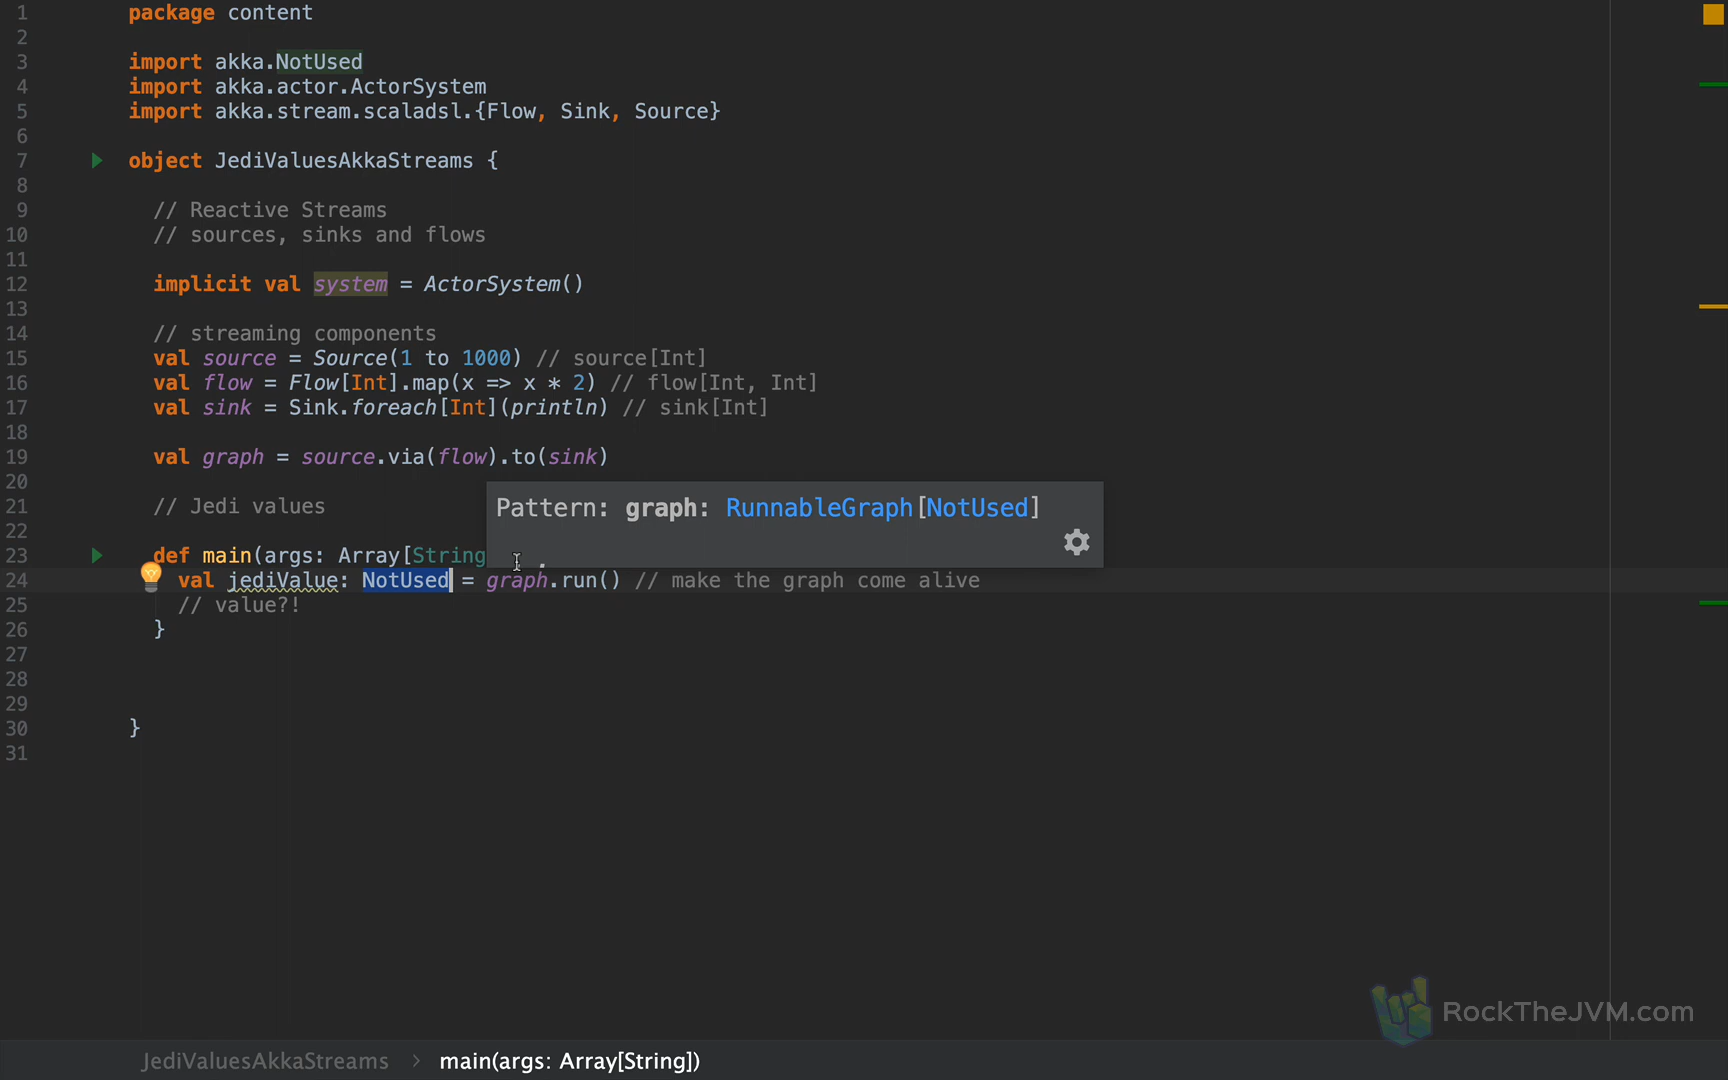 1 package content
2
3 import akka.NotUsed
4 import akka.actor.ActorSystem
5 import akka.stream.scaladsl.{Flow, Sink, Source}
6
7 object JediValuesAkkaStreams {
8
9 // Reactive Streams
10 // sources, sinks and flows
11
12 implicit val system = ActorSystem()
13
14 // streaming components
15 val source = Source(1 to 1000) // source[Int]
16 val flow = Flow[Int].map(x => x * 2) // flow[Int, Int]
17 val sink = Sink.foreach[Int](println) // sink[Int]
18
19 val graph = source.via(flow).to(sink)
20
21 // Jedi values
Pattern: graph: RunnableGraph[NotUsed]
22
23 def main(args: Array[String
24 val jediValue: NotUsed = graph.run() // make the graph come alive
25 // value?!
26 }
27
28
29
30 }
31
RockTheJVM.com
JediValuesAkkaStreams > main(args: Array[String])